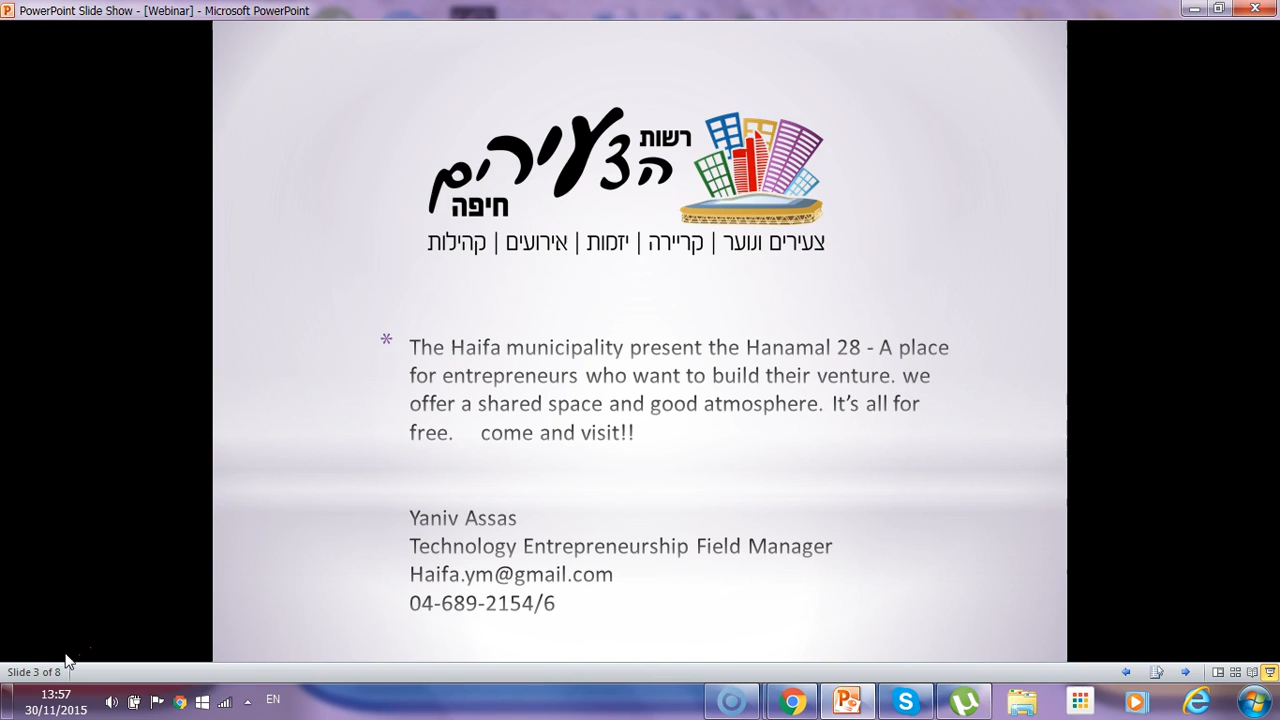 PowerPoint Slide Show - [Webinar] - Microsoft PowerPoint
רשות
הצעירים
חיפה
צעירים ונוער | קריירה | יזמות | אירועים | קהילות
* The Haifa municipality present the Hanamal 28 - A place
for entrepreneurs who want to build their venture. we
offer a shared space and good atmosphere. It’s all for
free. come and visit!!
Yaniv Assas
Technology Entrepreneurship Field Manager
Haifa.ym@gmail.com
04-689-2154/6
Slide 3 of 8
13:57
30/11/2015
EN